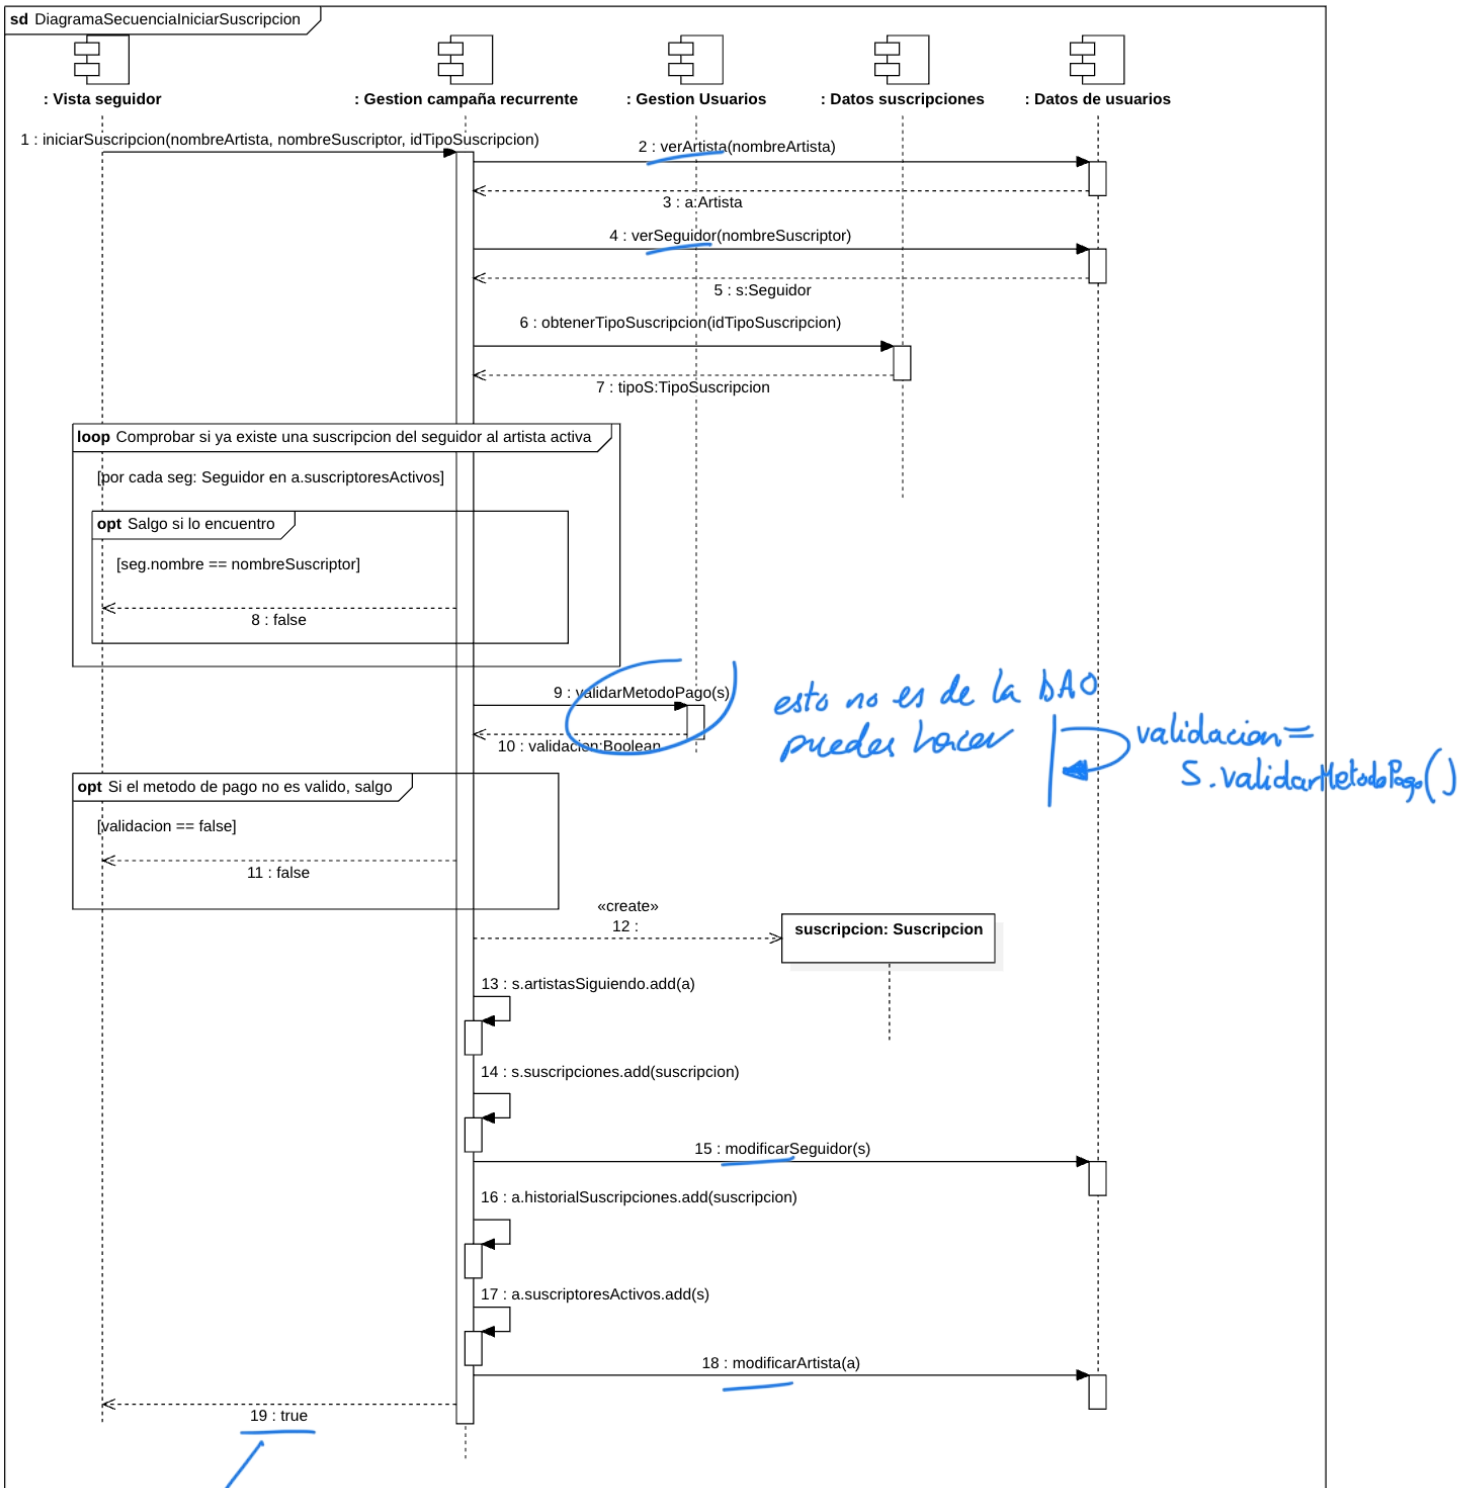 sd DiagramaSecuenciaIniciarSuscripcion
: Vista seguidor
: Gestion campaña recurrente
: Gestion Usuarios
: Datos suscripciones
: Datos de usuarios
1 : iniciarSuscripcion(nombreArtista, nombreSuscriptor, idTipoSuscripcion)
2 : verArtista(nombreArtista)
3 : a:Artista
4 : verSeguidor(nombreSuscriptor)
5 : s:Seguidor
6 : obtenerTipoSuscripcion(idTipoSuscripcion)
7 : tipoS:TipoSuscripcion
loop Comprobar si ya existe una suscripcion del seguidor al artista activa
[por cada seg: Seguidor en a.suscriptoresActivos]
opt Salgo si lo encuentro
[seg.nombre == nombreSuscriptor]
8 : false
9 : validarMetodoPago(s)
esto no es de la DAO
puedes hacer
validacion=
S.validarMetodoPago()
10 : validacion:Boolean
opt Si el metodo de pago no es valido, salgo
[validacion == false]
11 : false
«create»
12 :
suscripcion: Suscripcion
13 : s.artistasSiguiendo.add(a)
14 : s.suscripciones.add(suscripcion)
15 : modificarSeguidor(s)
16 : a.historialSuscripciones.add(suscripcion)
17 : a.suscriptoresActivos.add(s)
18 : modificarArtista(a)
19 : true